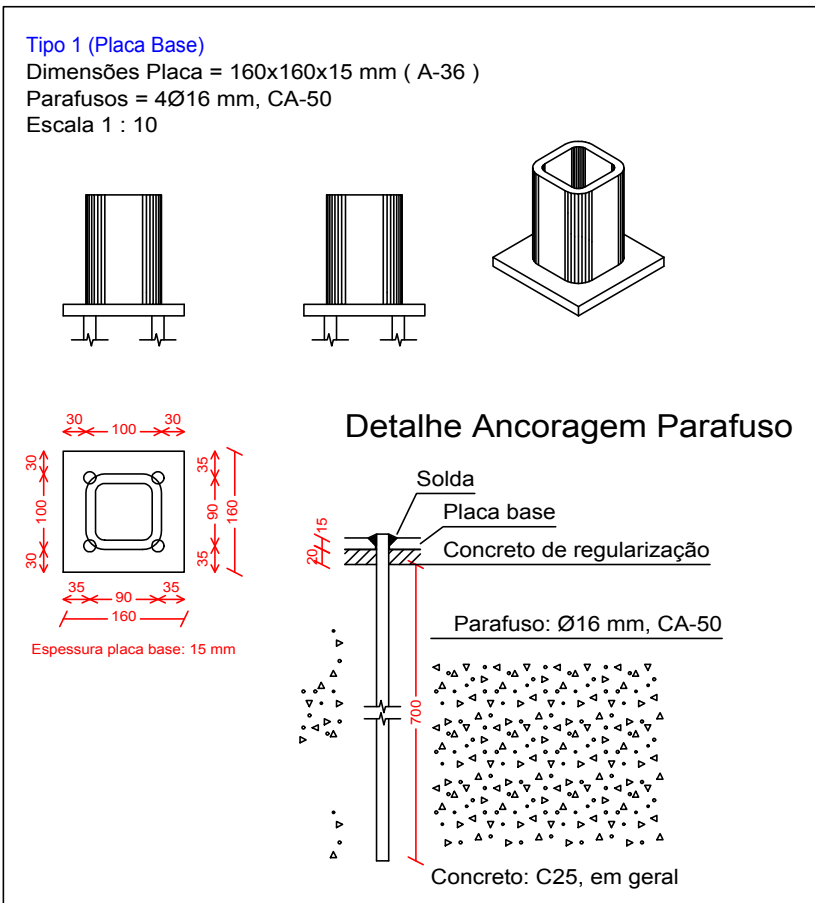 Tipo 1 (Placa Base)
Dimensões Placa = 160x160x15 mm ( A-36 )
Parafusos = 4Ø16 mm, CA-50
Escala 1 : 10
30
100
30
30
100
30
35
90
35
160
35
90
35
160
Espessura placa base: 15 mm
Detalhe Ancoragem Parafuso
Solda
Placa base
Concreto de regularização
15
20
Parafuso: Ø16 mm, CA-50
700
Concreto: C25, em geral